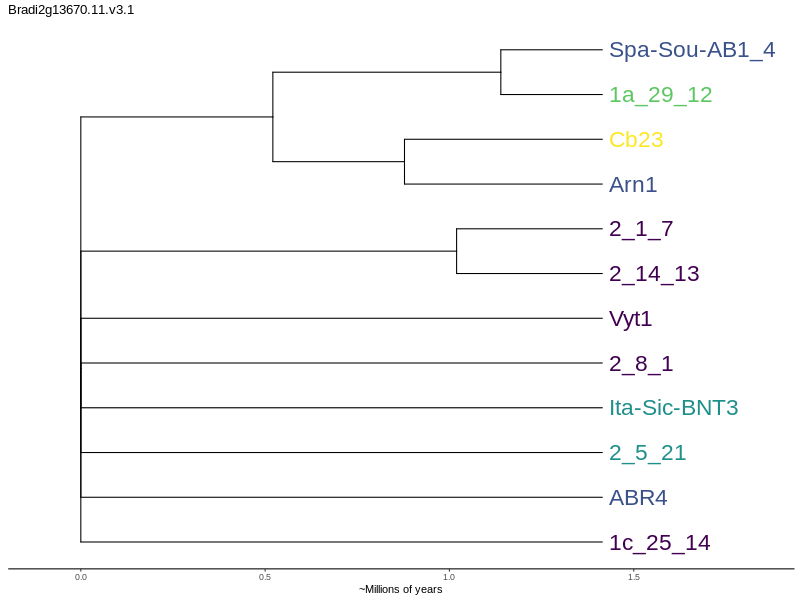 Bradi2g13670.11.v3.1
Spa-Sou-AB1_4
1a_29_12
Cb23
Arn1
2_1_7
2_14_13
Vyt1
2_8_1
Ita-Sic-BNT3
2_5_21
ABR4
1c_25_14
0.0 0.5 1.0 1.5
~Millions of years